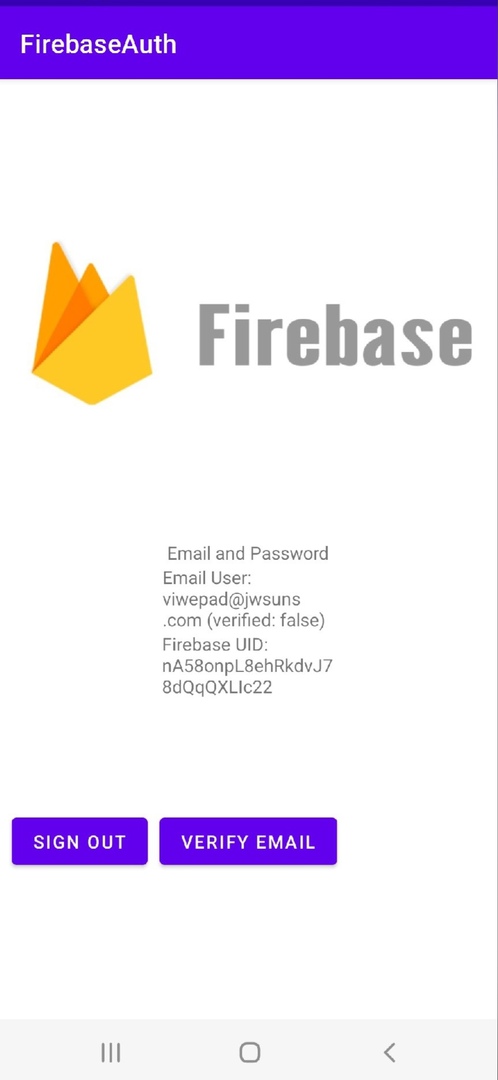 FirebaseAuth
Firebase
Email and Password
Email User:
viwepad@jwsuns
.com (verified: false)
Firebase UID:
nA58onpL8ehRkdvJ7
8dQqQXLIc22
SIGN OUT
VERIFY EMAIL